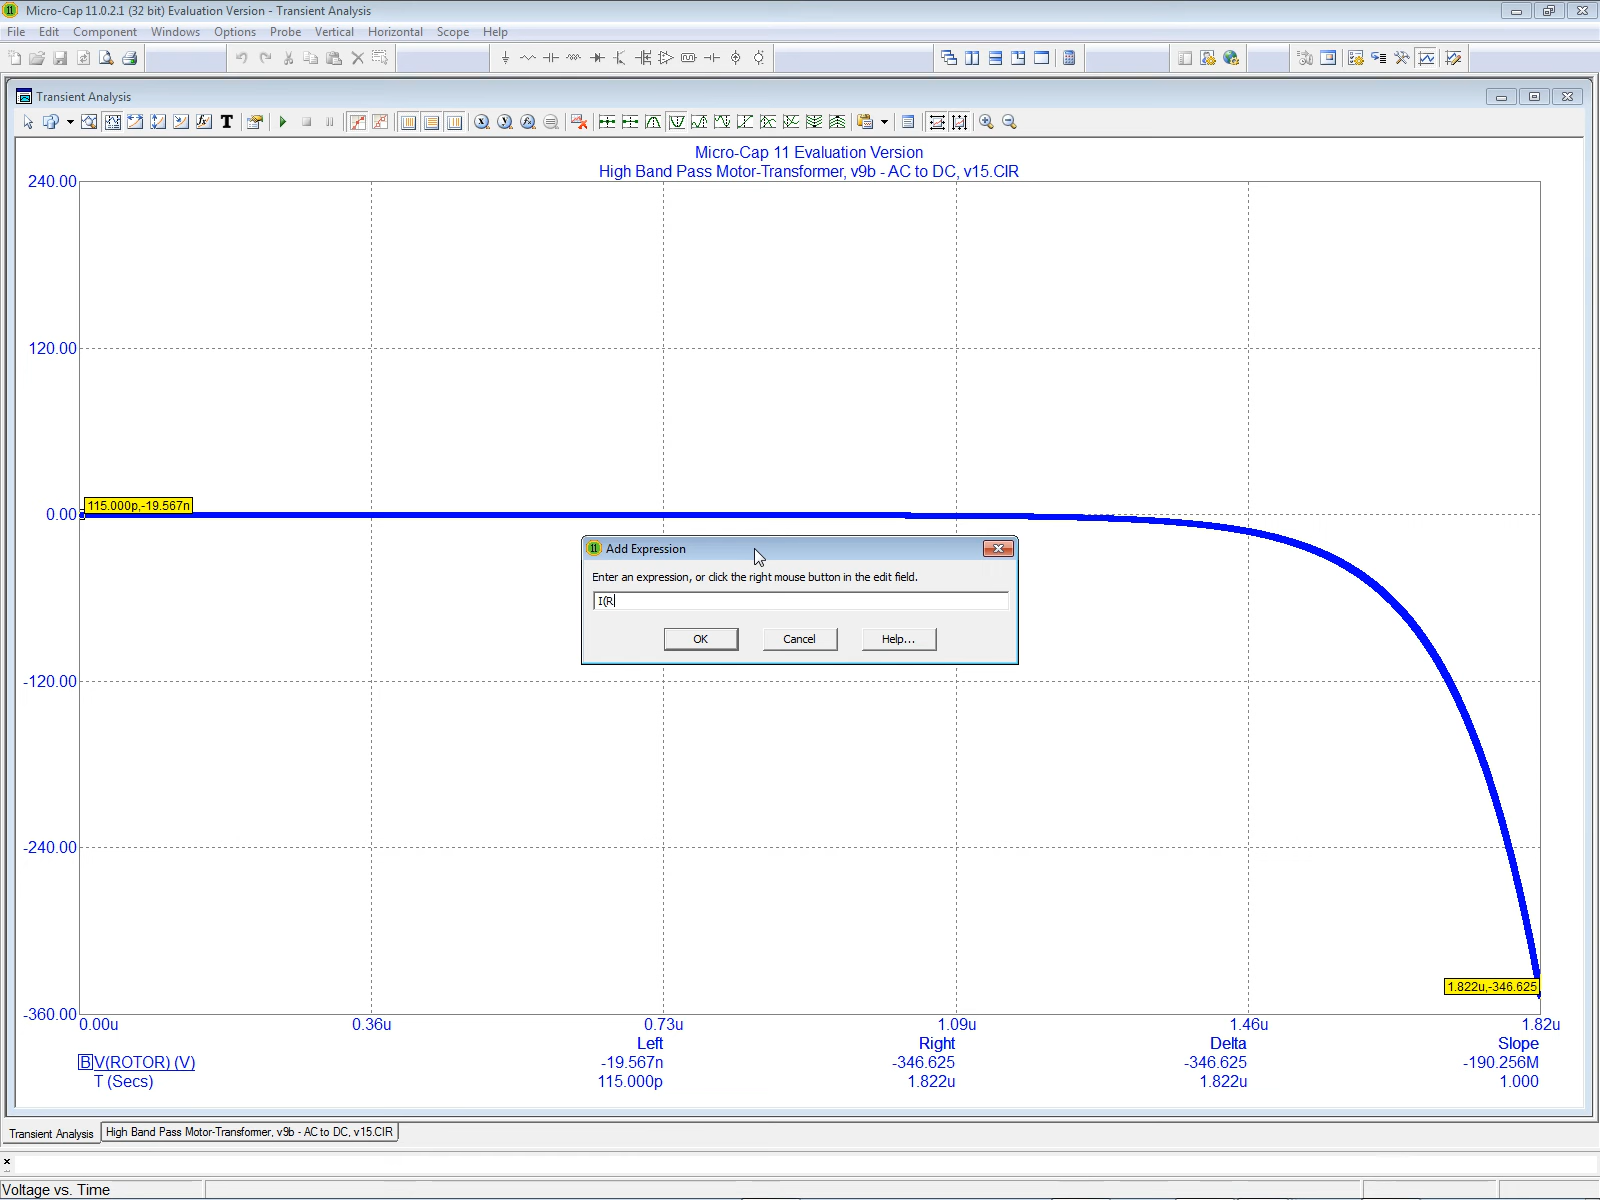 Micro-Cap 11.0.2.1 (32 bit) Evaluation Version - Transient Analysis
File Edit Component Windows Options Probe Vertical Horizontal Scope Help
Transient Analysis
Micro-Cap 11 Evaluation Version
High Band Pass Motor-Transformer, v9b - AC to DC, v15.CIR
240.00
120.00
115.000p,-19.567n
0.00
Add Expression
Enter an expression, or click the right mouse button in the edit field.
I(R
OK Cancel Help...
-120.00
-240.00
1.822u,-346.625
-360.00
0.00u 0.36u 0.73u 1.09u 1.46u 1.82u
Left Right Delta Slope
B V(ROTOR) (V) -19.567n -346.625 -346.625 -190.256M
T (Secs) 115.000p 1.822u 1.822u 1.000
Transient Analysis High Band Pass Motor-Transformer, v9b - AC to DC, v15.CIR
Voltage vs. Time